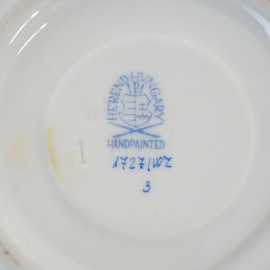 HEREND HUNGARY
HANDPAINTED
1727/WZ
3